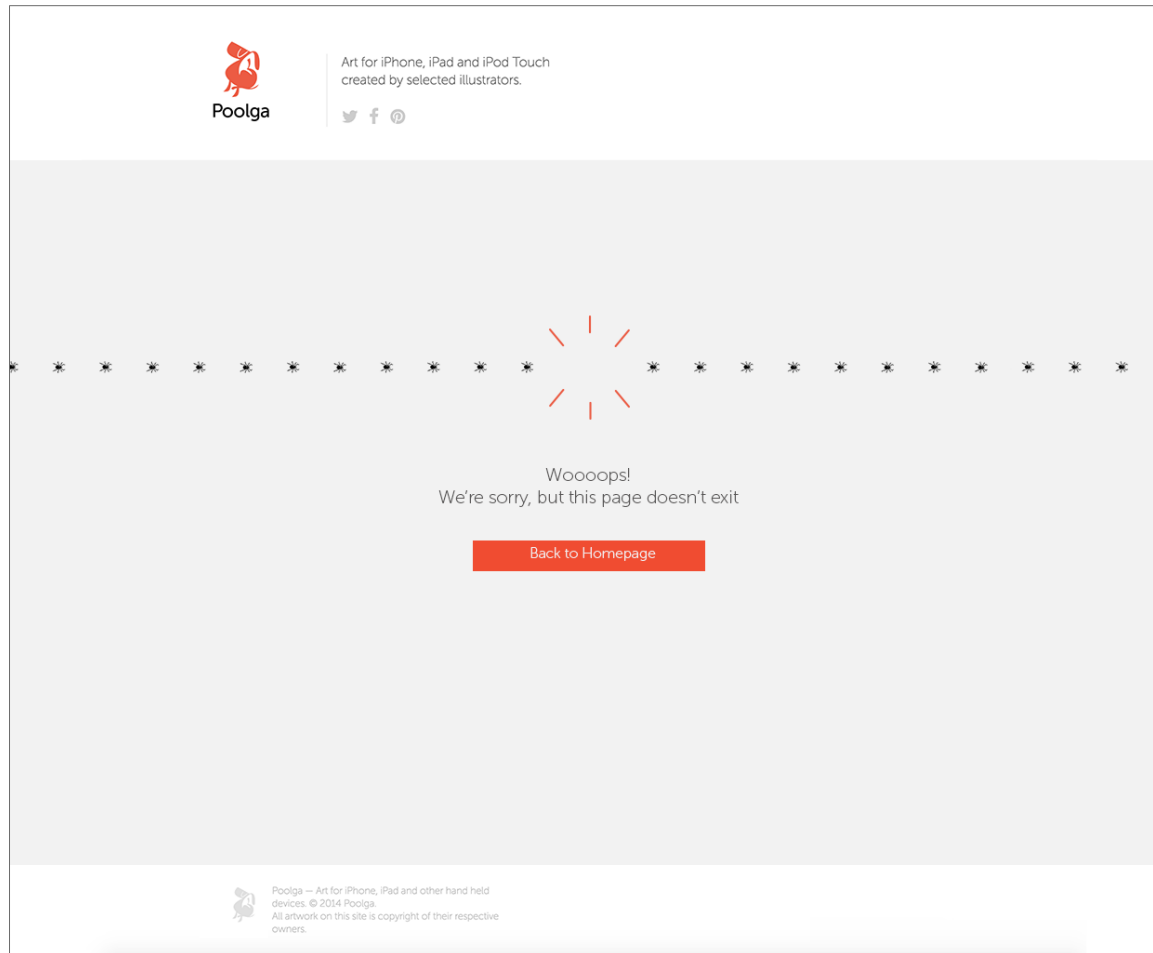 Poolga
Art for iPhone, iPad and iPod Touch
created by selected illustrators.
Woooops!
We're sorry, but this page doesn't exit
Back to Homepage
Poolga — Art for iPhone, iPad and other hand held
devices. © 2014 Poolga.
All artwork on this site is copyright of their respective
owners.